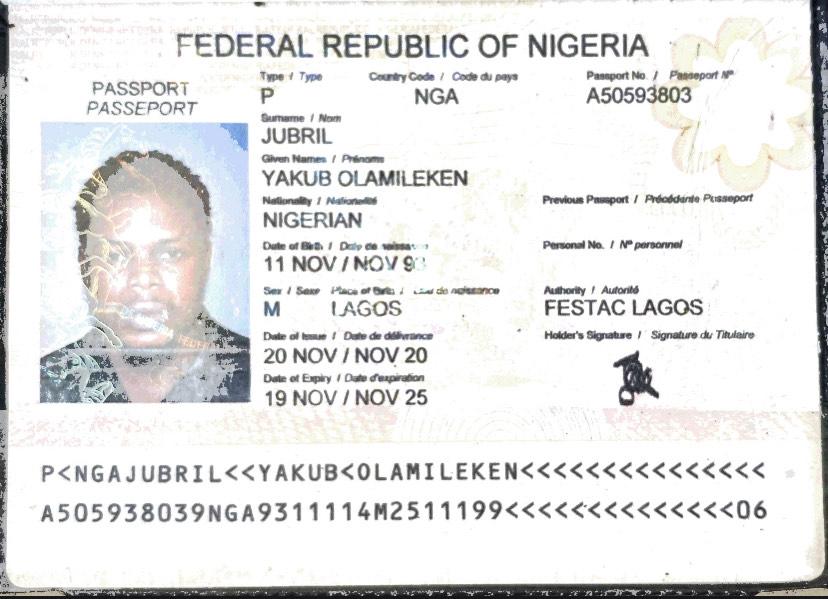 FEDERAL REPUBLIC OF NIGERIA
PASSPORT
PASSEPORT
Type / Type Country Code / Code du pays Passport No. / Passeport N°
P NGA A50593803
Surname / Nom
JUBRIL
Given Names / Prénoms
YAKUB OLAMILEKEN
Nationality / Nationalité Previous Passport / Précédente Passeport
NIGERIAN
Date of Birth / Date de naissance Personal No. / N° personnel
11 NOV / NOV 93
Sex / Sexe Place of Birth / Lieu de naissance Authority / Autorité
M LAGOS FESTAC LAGOS
Date of Issue / Date de délivrance Holder's Signature / Signature du Titulaire
20 NOV / NOV 20
Date of Expiry / Date d'expiration
19 NOV / NOV 25
P<NGAJUBRIL<<YAKUB<OLAMILEKEN<<<<<<<<<<<<<<<
A505938039NGA9311114M2511199<<<<<<<<<<<<<<06